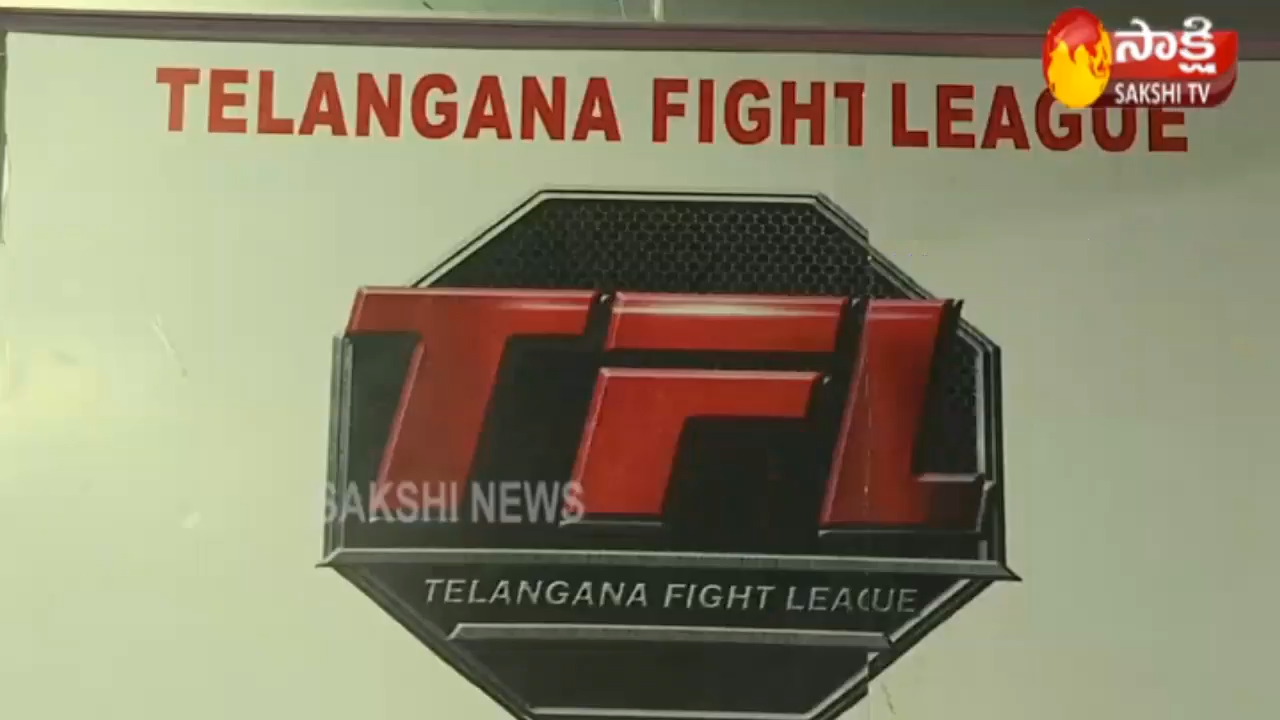 సాక్షి
SAKSHI TV
TELANGANA FIGHT LEAGUE
TFL
SAKSHI NEWS
TELANGANA FIGHT LEAGUE